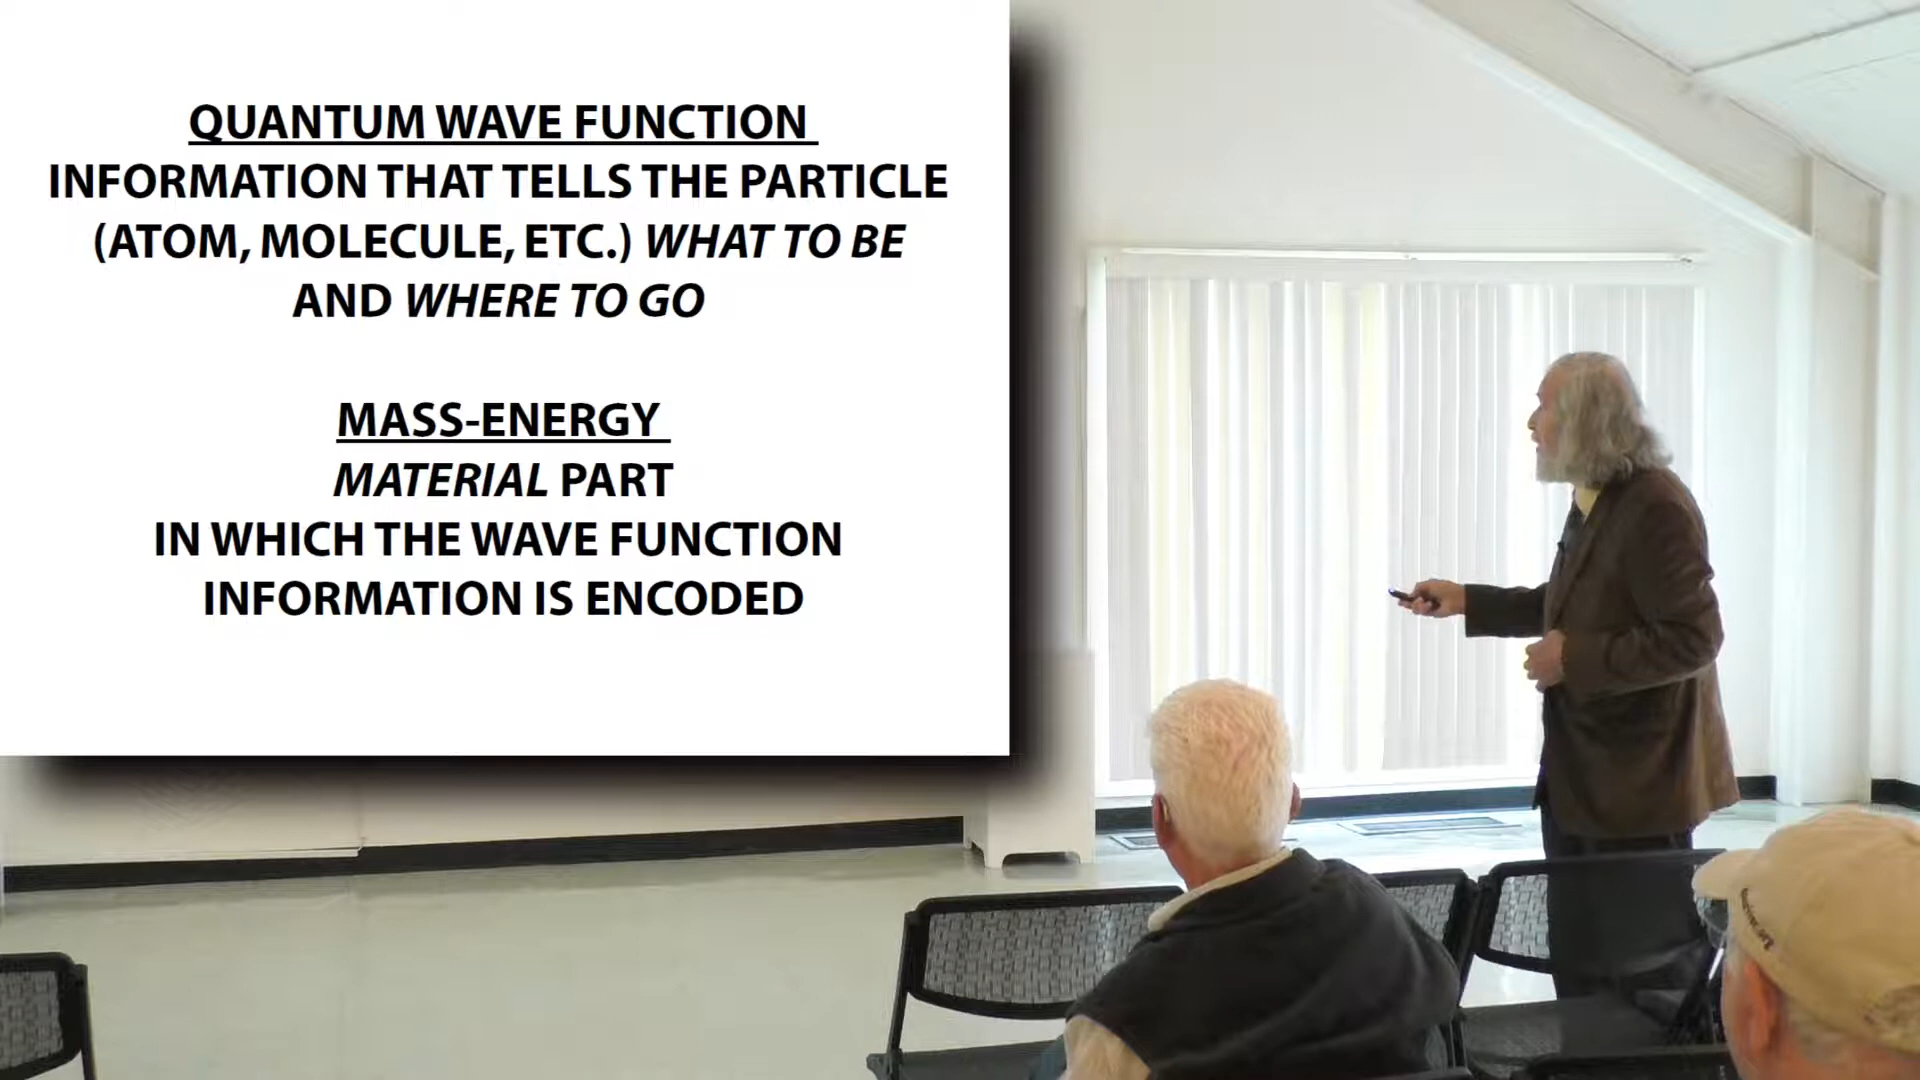 QUANTUM WAVE FUNCTION
INFORMATION THAT TELLS THE PARTICLE
(ATOM, MOLECULE, ETC.) WHAT TO BE
AND WHERE TO GO
MASS-ENERGY
MATERIAL PART
IN WHICH THE WAVE FUNCTION
INFORMATION IS ENCODED